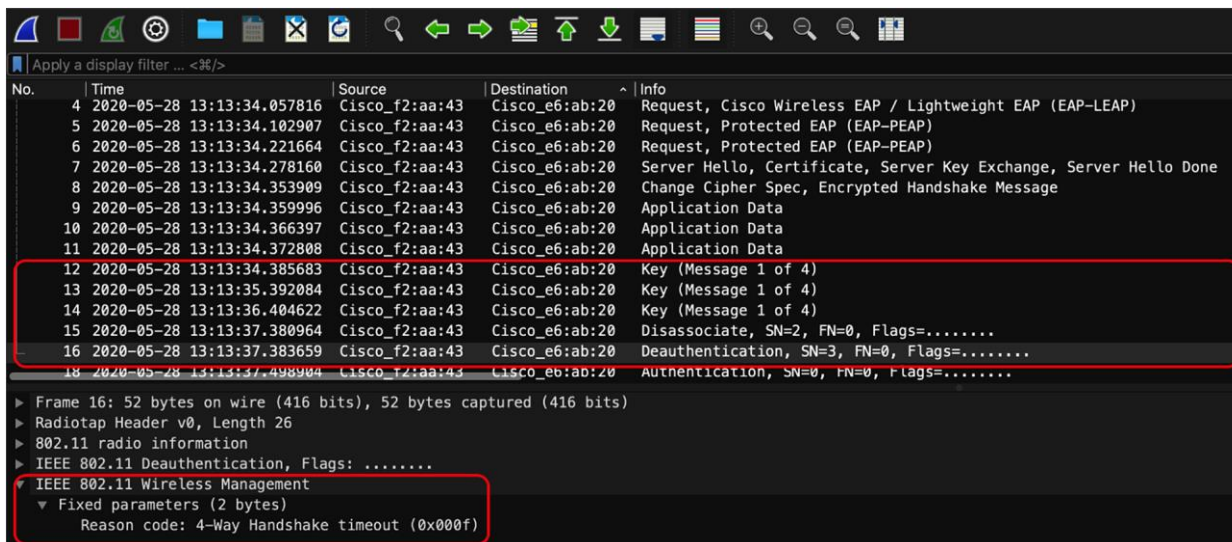 Apply a display filter ... <⌘/>
No. Time Source Destination Info
4 2020-05-28 13:13:34.057816 Cisco_f2:aa:43 Cisco_e6:ab:20 Request, Cisco Wireless EAP / Lightweight EAP (EAP-LEAP)
5 2020-05-28 13:13:34.102907 Cisco_f2:aa:43 Cisco_e6:ab:20 Request, Protected EAP (EAP-PEAP)
6 2020-05-28 13:13:34.221664 Cisco_f2:aa:43 Cisco_e6:ab:20 Request, Protected EAP (EAP-PEAP)
7 2020-05-28 13:13:34.278160 Cisco_f2:aa:43 Cisco_e6:ab:20 Server Hello, Certificate, Server Key Exchange, Server Hello Done
8 2020-05-28 13:13:34.353909 Cisco_f2:aa:43 Cisco_e6:ab:20 Change Cipher Spec, Encrypted Handshake Message
9 2020-05-28 13:13:34.359996 Cisco_f2:aa:43 Cisco_e6:ab:20 Application Data
10 2020-05-28 13:13:34.366397 Cisco_f2:aa:43 Cisco_e6:ab:20 Application Data
11 2020-05-28 13:13:34.372808 Cisco_f2:aa:43 Cisco_e6:ab:20 Application Data
12 2020-05-28 13:13:34.385683 Cisco_f2:aa:43 Cisco_e6:ab:20 Key (Message 1 of 4)
13 2020-05-28 13:13:35.392084 Cisco_f2:aa:43 Cisco_e6:ab:20 Key (Message 1 of 4)
14 2020-05-28 13:13:36.404622 Cisco_f2:aa:43 Cisco_e6:ab:20 Key (Message 1 of 4)
15 2020-05-28 13:13:37.380964 Cisco_f2:aa:43 Cisco_e6:ab:20 Disassociate, SN=2, FN=0, Flags=........
16 2020-05-28 13:13:37.383659 Cisco_f2:aa:43 Cisco_e6:ab:20 Deauthentication, SN=3, FN=0, Flags=........
18 2020-05-28 13:13:37.498904 Cisco_f2:aa:43 Cisco_e6:ab:20 Authentication, SN=0, FN=0, Flags=........
Frame 16: 52 bytes on wire (416 bits), 52 bytes captured (416 bits)
Radiotap Header v0, Length 26
802.11 radio information
IEEE 802.11 Deauthentication, Flags: ........
IEEE 802.11 Wireless Management
Fixed parameters (2 bytes)
Reason code: 4-Way Handshake timeout (0x000f)